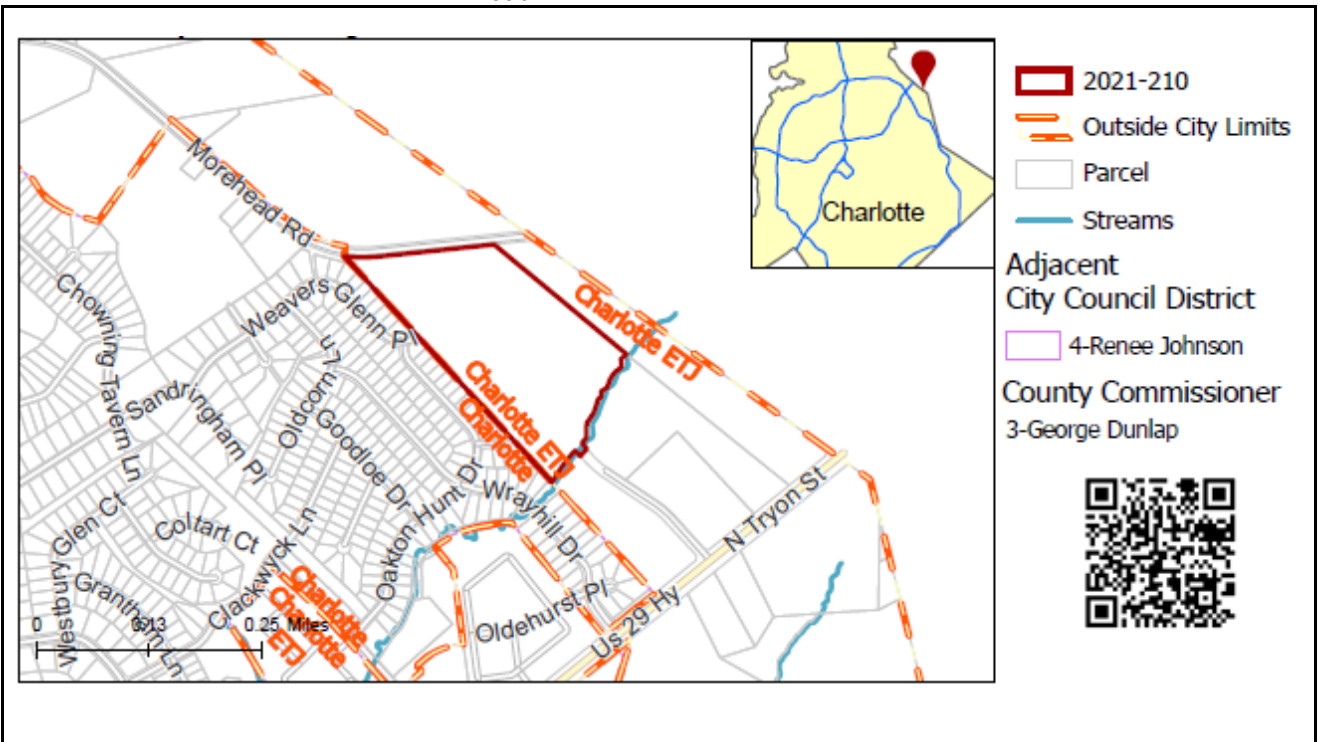 2021-210
Outside City Limits
Parcel
Streams
Adjacent
City Council District
4-Renee Johnson
County Commissioner
3-George Dunlap
Charlotte
Morehead Rd
Weavers Glenn Pl
Chowning Tavern Ln
Sandringham Pl
Oldcorn Ln
Goodloe Dr
Oakton Hunt Dr
Wrayhill Dr
Charlotte ETJ
Charlotte ETJ
Charlotte
N Tryon St
Us 29 Hy
Oldehurst Pl
Westbury Glen Ct
Coltart Ct
Clackwyck Ln
Grantham Ln
Charlotte
Charlotte
ETJ
0 0.13 0.25 Miles